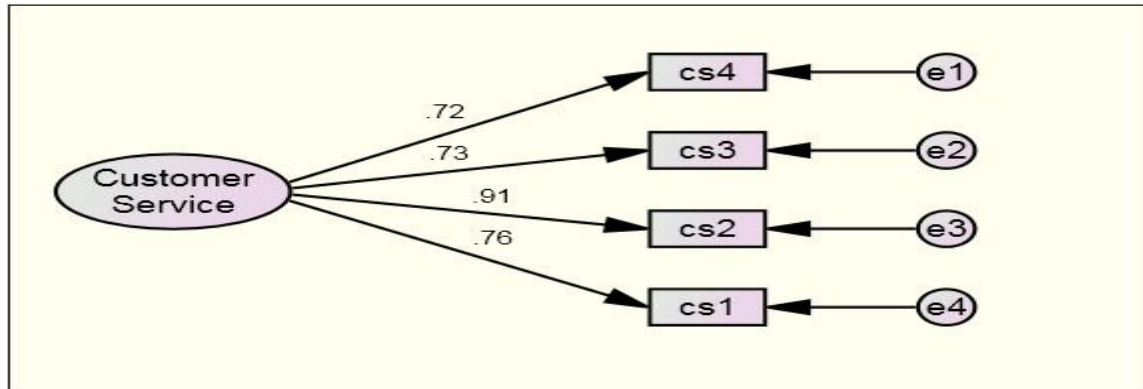 cs4
e1
.72
cs3
e2
.73
Customer
Service
.91
cs2
e3
.76
cs1
e4